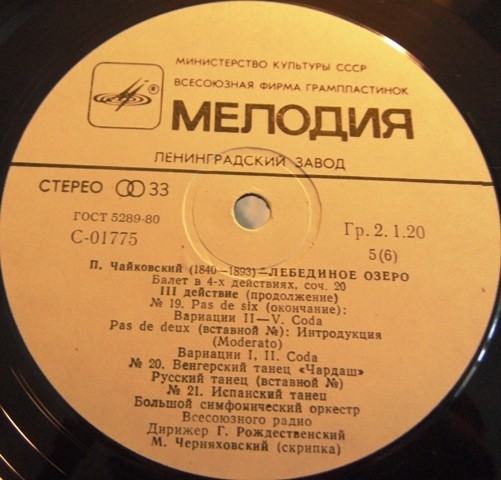 МИНИСТЕРСТВО КУЛЬТУРЫ СССР
ВСЕСОЮЗНАЯ ФИРМА ГРАМПЛАСТИНОК
® МЕЛОДИЯ
ЛЕНИНГРАДСКИЙ ЗАВОД
СТЕРЕО 33
ГОСТ 5289-80
С-01775
Гр. 2.1.20
5(6)
П. Чайковский (1840—1893)—ЛЕБЕДИНОЕ ОЗЕРО
Балет в 4-х действиях, соч. 20
III действие (продолжение)
№ 19. Pas de six (окончание):
Вариации II—V. Coda
Pas de deux (вставной №): Интродукция
(Moderato)
Вариации I, II. Coda
№ 20. Венгерский танец «Чардаш»
Русский танец (вставной №)
№ 21. Испанский танец
Большой симфонический оркестр
Всесоюзного радио
Дирижер Г. Рождественский
М. Черняховский (скрипка)